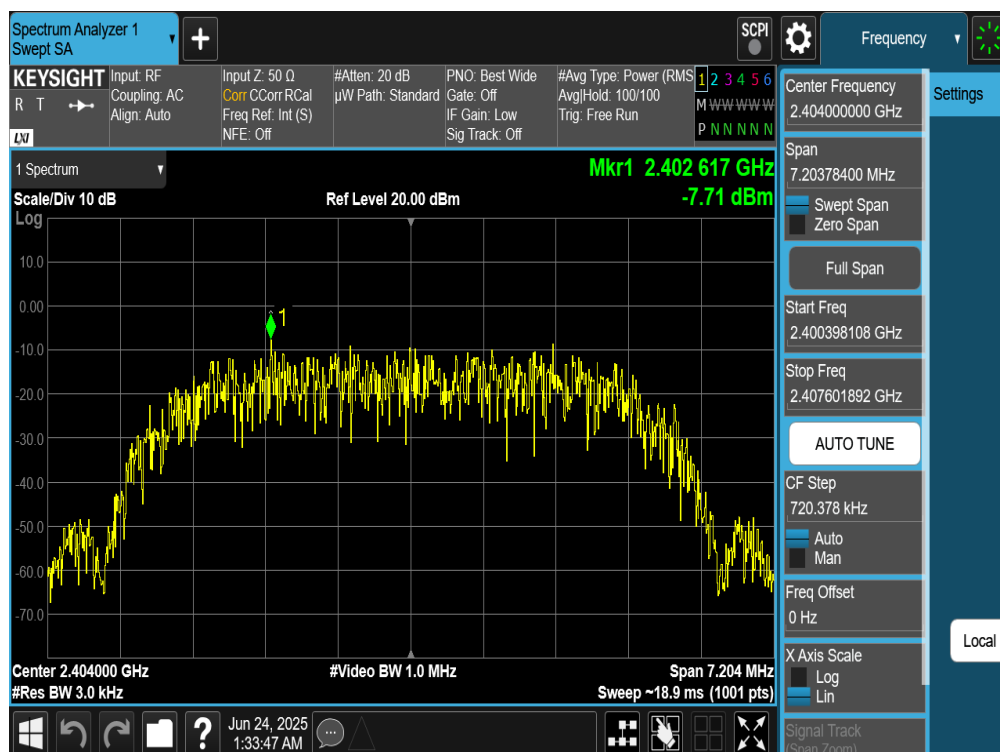 Spectrum Analyzer 1
Swept SA
+
SCPI
Frequency
KEYSIGHT
R T
LXI
Input: RF
Coupling: AC
Align: Auto
Input Z: 50 Ω
Corr CCorr RCal
Freq Ref: Int (S)
NFE: Off
#Atten: 20 dB
µW Path: Standard
PNO: Best Wide
Gate: Off
IF Gain: Low
Sig Track: Off
#Avg Type: Power (RMS
Avg|Hold: 100/100
Trig: Free Run
1 2 3 4 5 6
M W W W W W
P N N N N N
1 Spectrum
Mkr1 2.402 617 GHz
-7.71 dBm
Scale/Div 10 dB
Ref Level 20.00 dBm
Log
10.0
0.00
-10.0
-20.0
-30.0
-40.0
-50.0
-60.0
-70.0
1
Center 2.404000 GHz
#Video BW 1.0 MHz
Span 7.204 MHz
#Res BW 3.0 kHz
Sweep ~18.9 ms (1001 pts)
Center Frequency
2.404000000 GHz
Settings
Span
7.20378400 MHz
Swept Span
Zero Span
Full Span
Start Freq
2.400398108 GHz
Stop Freq
2.407601892 GHz
AUTO TUNE
CF Step
720.378 kHz
Auto
Man
Freq Offset
0 Hz
Local
X Axis Scale
Log
Lin
Signal Track
(Span Zoom)
?
Jun 24, 2025
1:33:47 AM